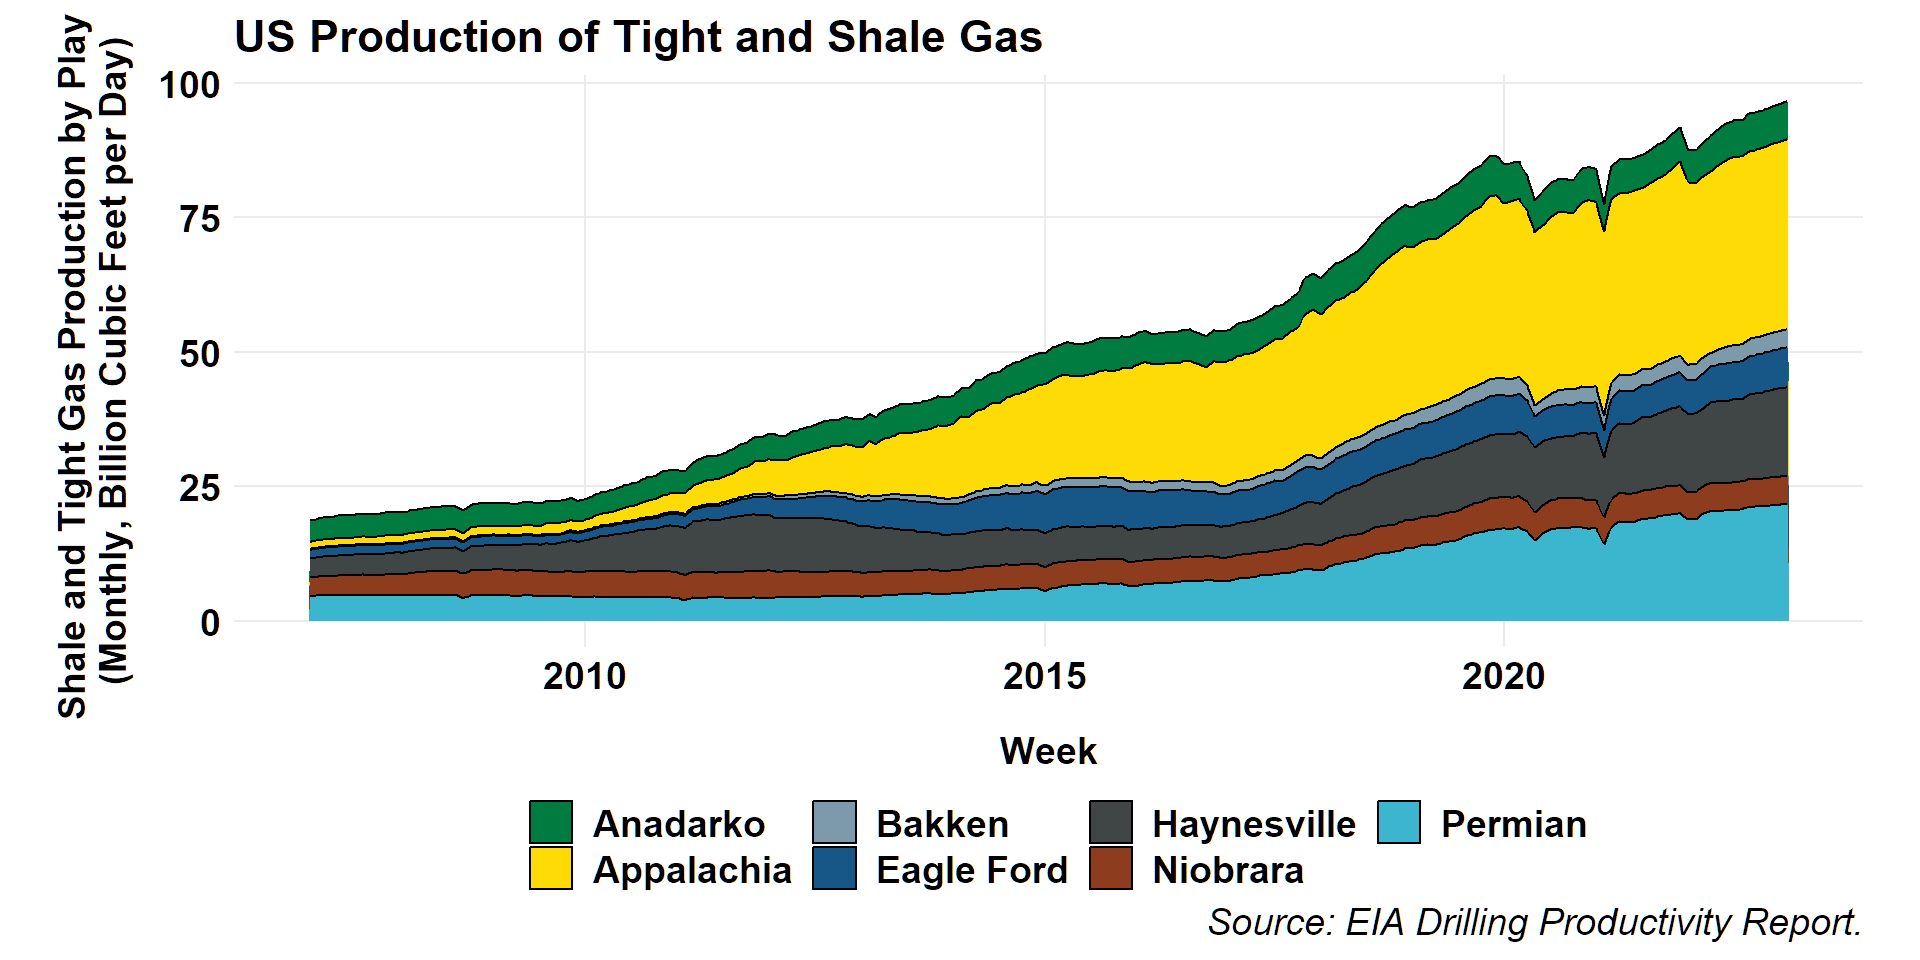 US Production of Tight and Shale Gas
Shale and Tight Gas Production by Play
(Monthly, Billion Cubic Feet per Day)
100
75
50
25
0
2010 2015 2020
Week
Anadarko Bakken Haynesville Permian
Appalachia Eagle Ford Niobrara
Source: EIA Drilling Productivity Report.